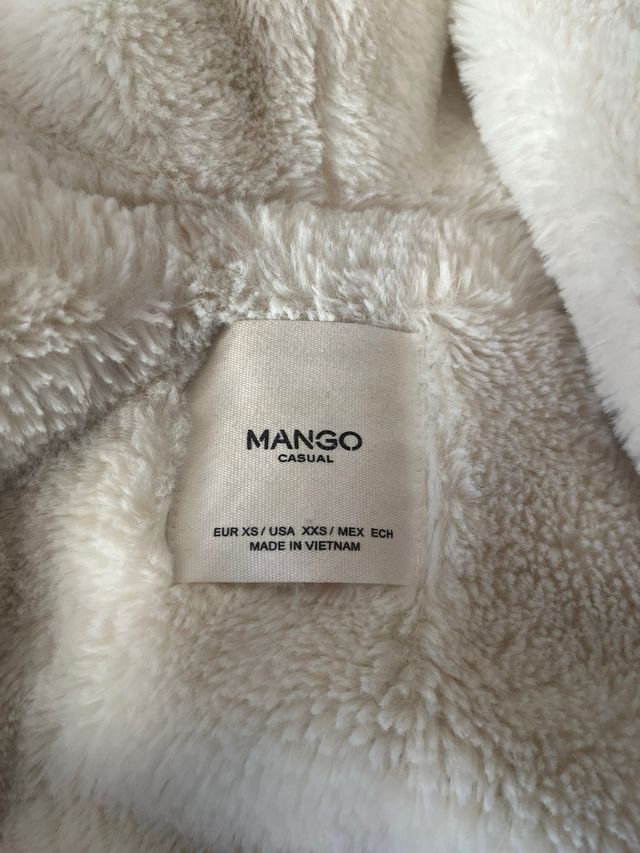 MANGO
CASUAL
EUR XS / USA XXS / MEX ECH
MADE IN VIETNAM